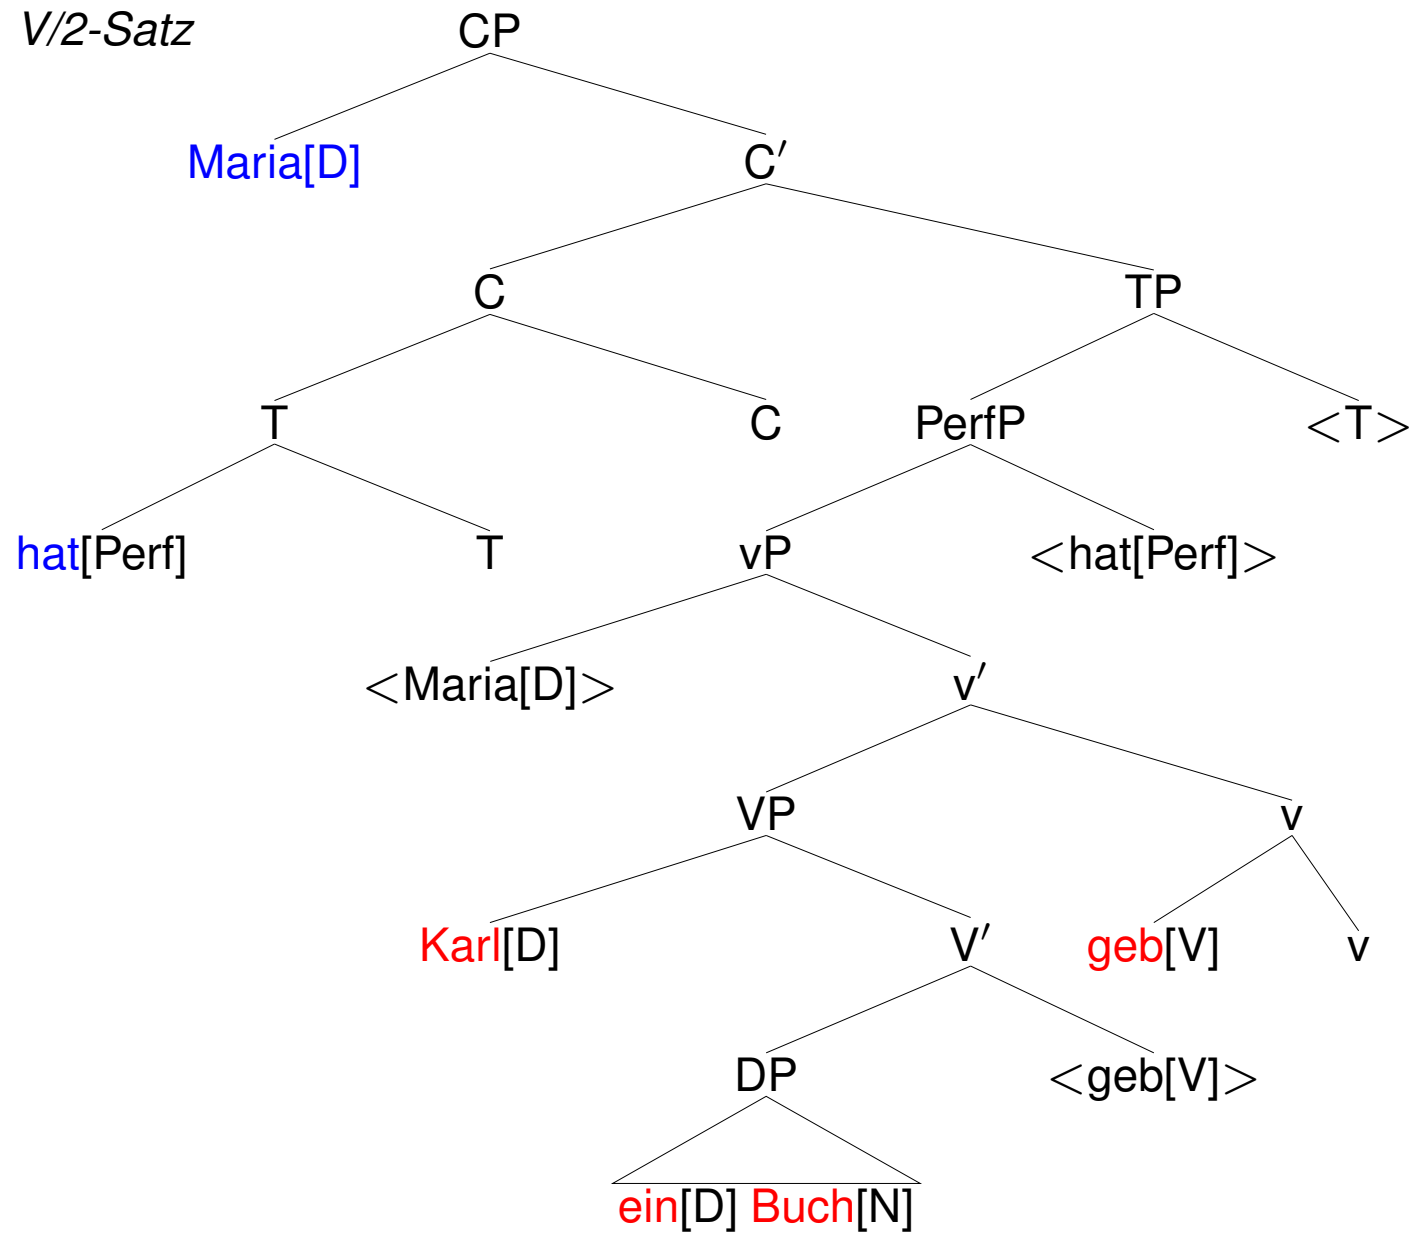 V/2-Satz CP
Maria[D] C′
C TP
T C PerfP <T>
hat[Perf] T vP <hat[Perf]>
<Maria[D]> v′
VP v
Karl[D] V′ geb[V] v
DP <geb[V]>
ein[D] Buch[N]